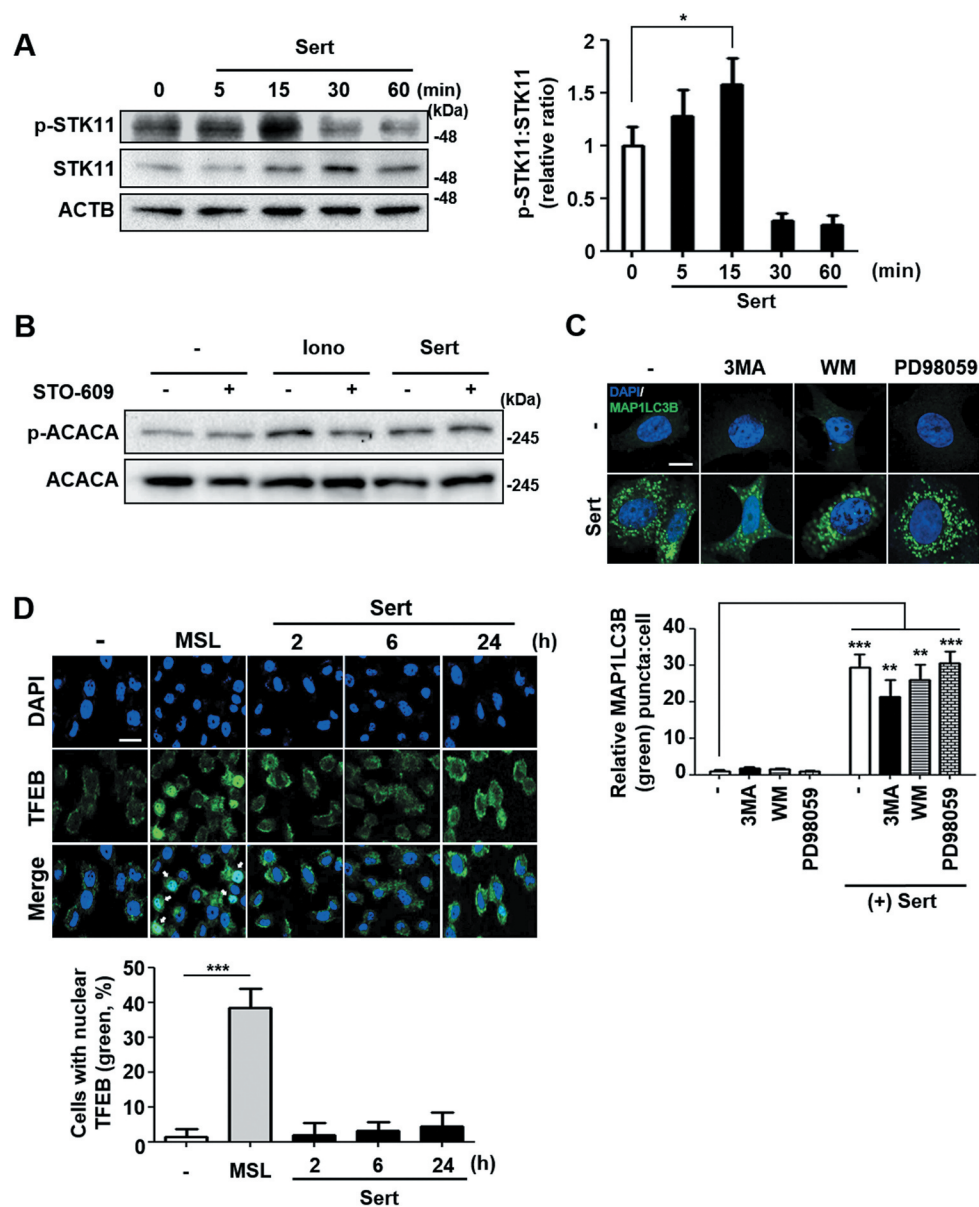 A
Sert
0 5 15 30 60 (min)
(kDa)
p-STK11 -48
STK11 -48
ACTB -48
p-STK11:STK11
(relative ratio)
*
2
1.5
1
0.5
0
0 5 15 30 60 (min)
Sert
B
- Iono Sert
STO-609 - + - + - + (kDa)
p-ACACA -245
ACACA -245
C
- 3MA WM PD98059
DAPI/
MAP1LC3B
-
Sert
Relative MAP1LC3B
(green) puncta:cell
40
30
20
10
0
*** ** ** ***
- 3MA WM PD98059 - 3MA WM PD98059
(+) Sert
D
Sert
- MSL 2 6 24 (h)
DAPI
TFEB
Merge
Cells with nuclear
TFEB (green, %)
***
50
40
30
20
10
0
- MSL 2 6 24 (h)
Sert